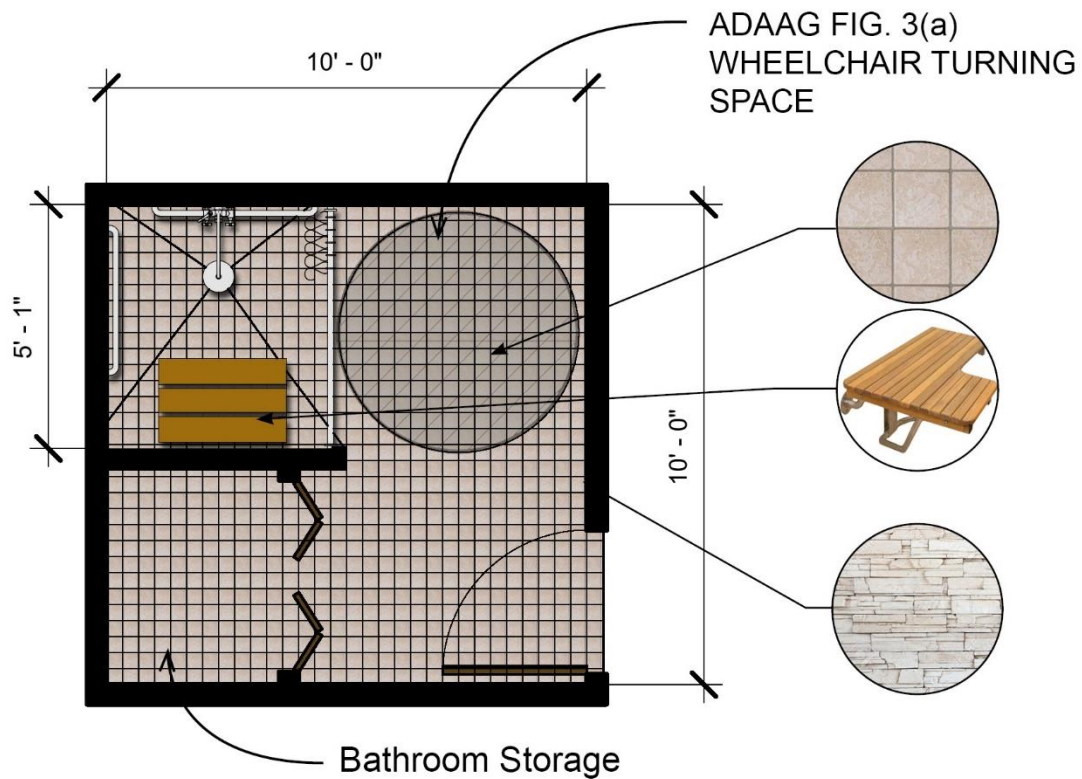 10' - 0"
ADAAG FIG. 3(a)
WHEELCHAIR TURNING
SPACE
5' - 1"
10' - 0"
Bathroom Storage